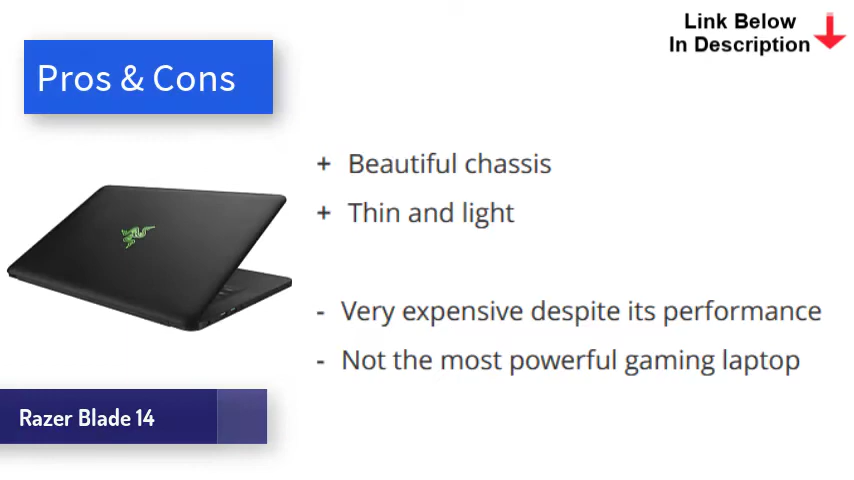 Link Below
In Description
Pros & Cons
+ Beautiful chassis
+ Thin and light
- Very expensive despite its performance
- Not the most powerful gaming laptop
Razer Blade 14